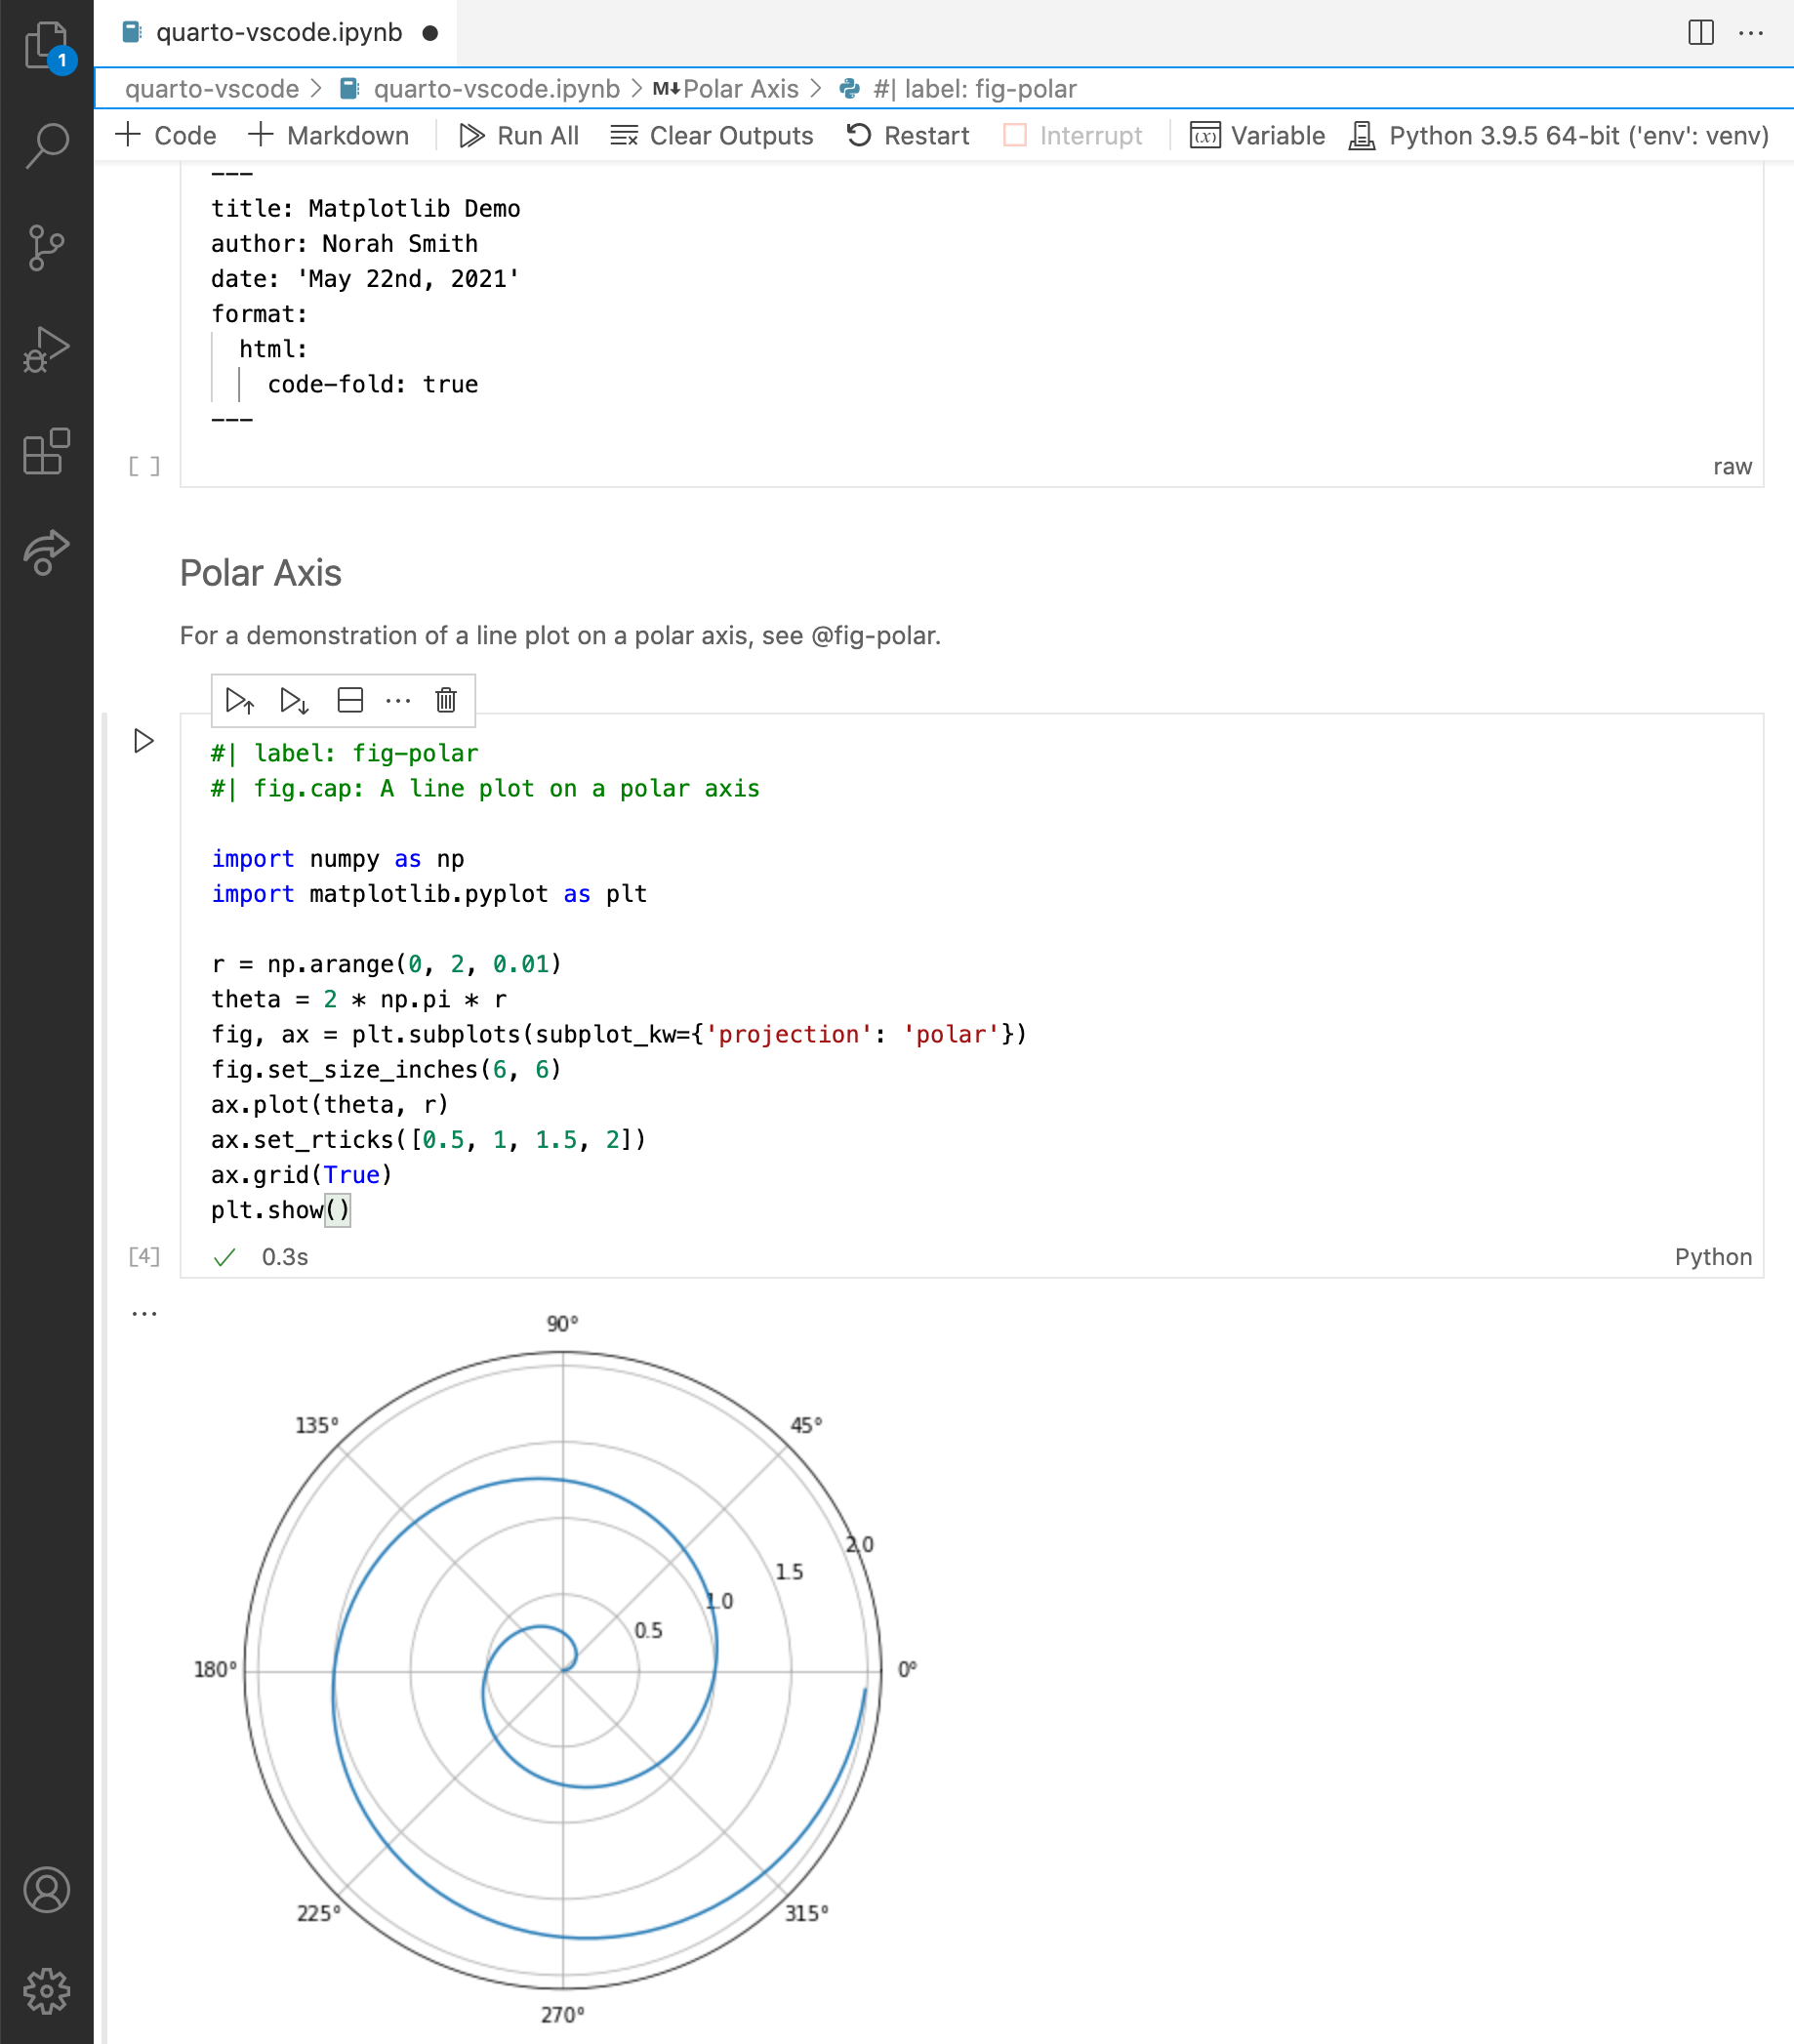 quarto-vscode.ipynb
1
quarto-vscode > quarto-vscode.ipynb > M↓ Polar Axis > #| label: fig-polar
Code Markdown Run All Clear Outputs Restart Interrupt (x) Variable Python 3.9.5 64-bit ('env': venv)
---
title: Matplotlib Demo
author: Norah Smith
date: 'May 22nd, 2021'
format:
  html:
    code-fold: true
---
[ ] raw
Polar Axis
For a demonstration of a line plot on a polar axis, see @fig-polar.
#| label: fig-polar
#| fig.cap: A line plot on a polar axis
import numpy as np
import matplotlib.pyplot as plt
r = np.arange(0, 2, 0.01)
theta = 2 * np.pi * r
fig, ax = plt.subplots(subplot_kw={'projection': 'polar'})
fig.set_size_inches(6, 6)
ax.plot(theta, r)
ax.set_rticks([0.5, 1, 1.5, 2])
ax.grid(True)
plt.show()
[4] 0.3s Python
90°
135° 45°
2.0
1.5
1.0
0.5
180° 0°
225° 315°
270°